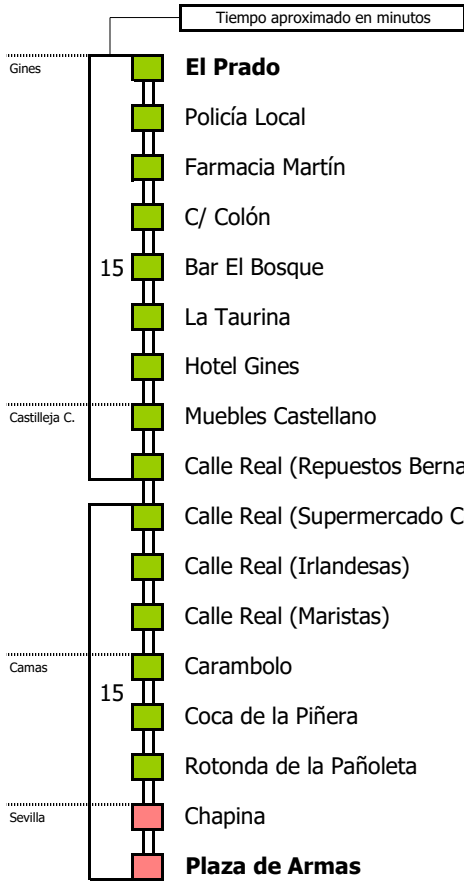 Tiempo aproximado en minutos
Gines
El Prado
Policía Local
Farmacia Martín
C/ Colón
15
Bar El Bosque
La Taurina
Hotel Gines
Castilleja C.
Muebles Castellano
Calle Real (Repuestos Berna
Calle Real (Supermercado C
Calle Real (Irlandesas)
Calle Real (Maristas)
Camas
Carambolo
15
Coca de la Piñera
Rotonda de la Pañoleta
Sevilla
Chapina
Plaza de Armas